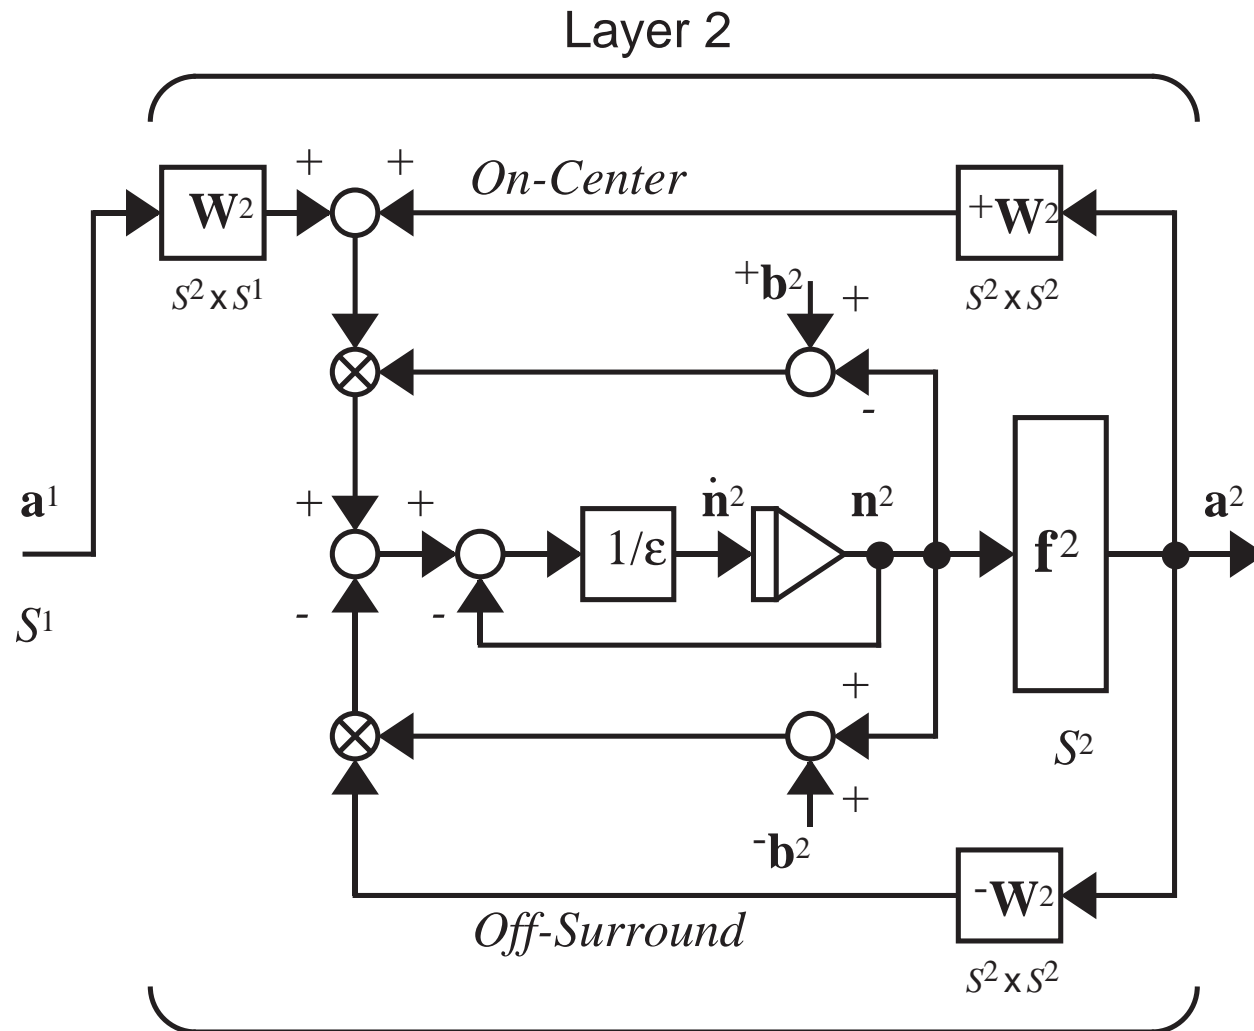 Layer 2
+ +
On-Center
W² ⁺W²
S² x S¹ ⁺b² + S² x S²
-
a¹ + + ṅ² n² a²
1/ε f²
S¹ - -
+
S²
+
⁻b²
⁻W²
Off-Surround
S² x S²